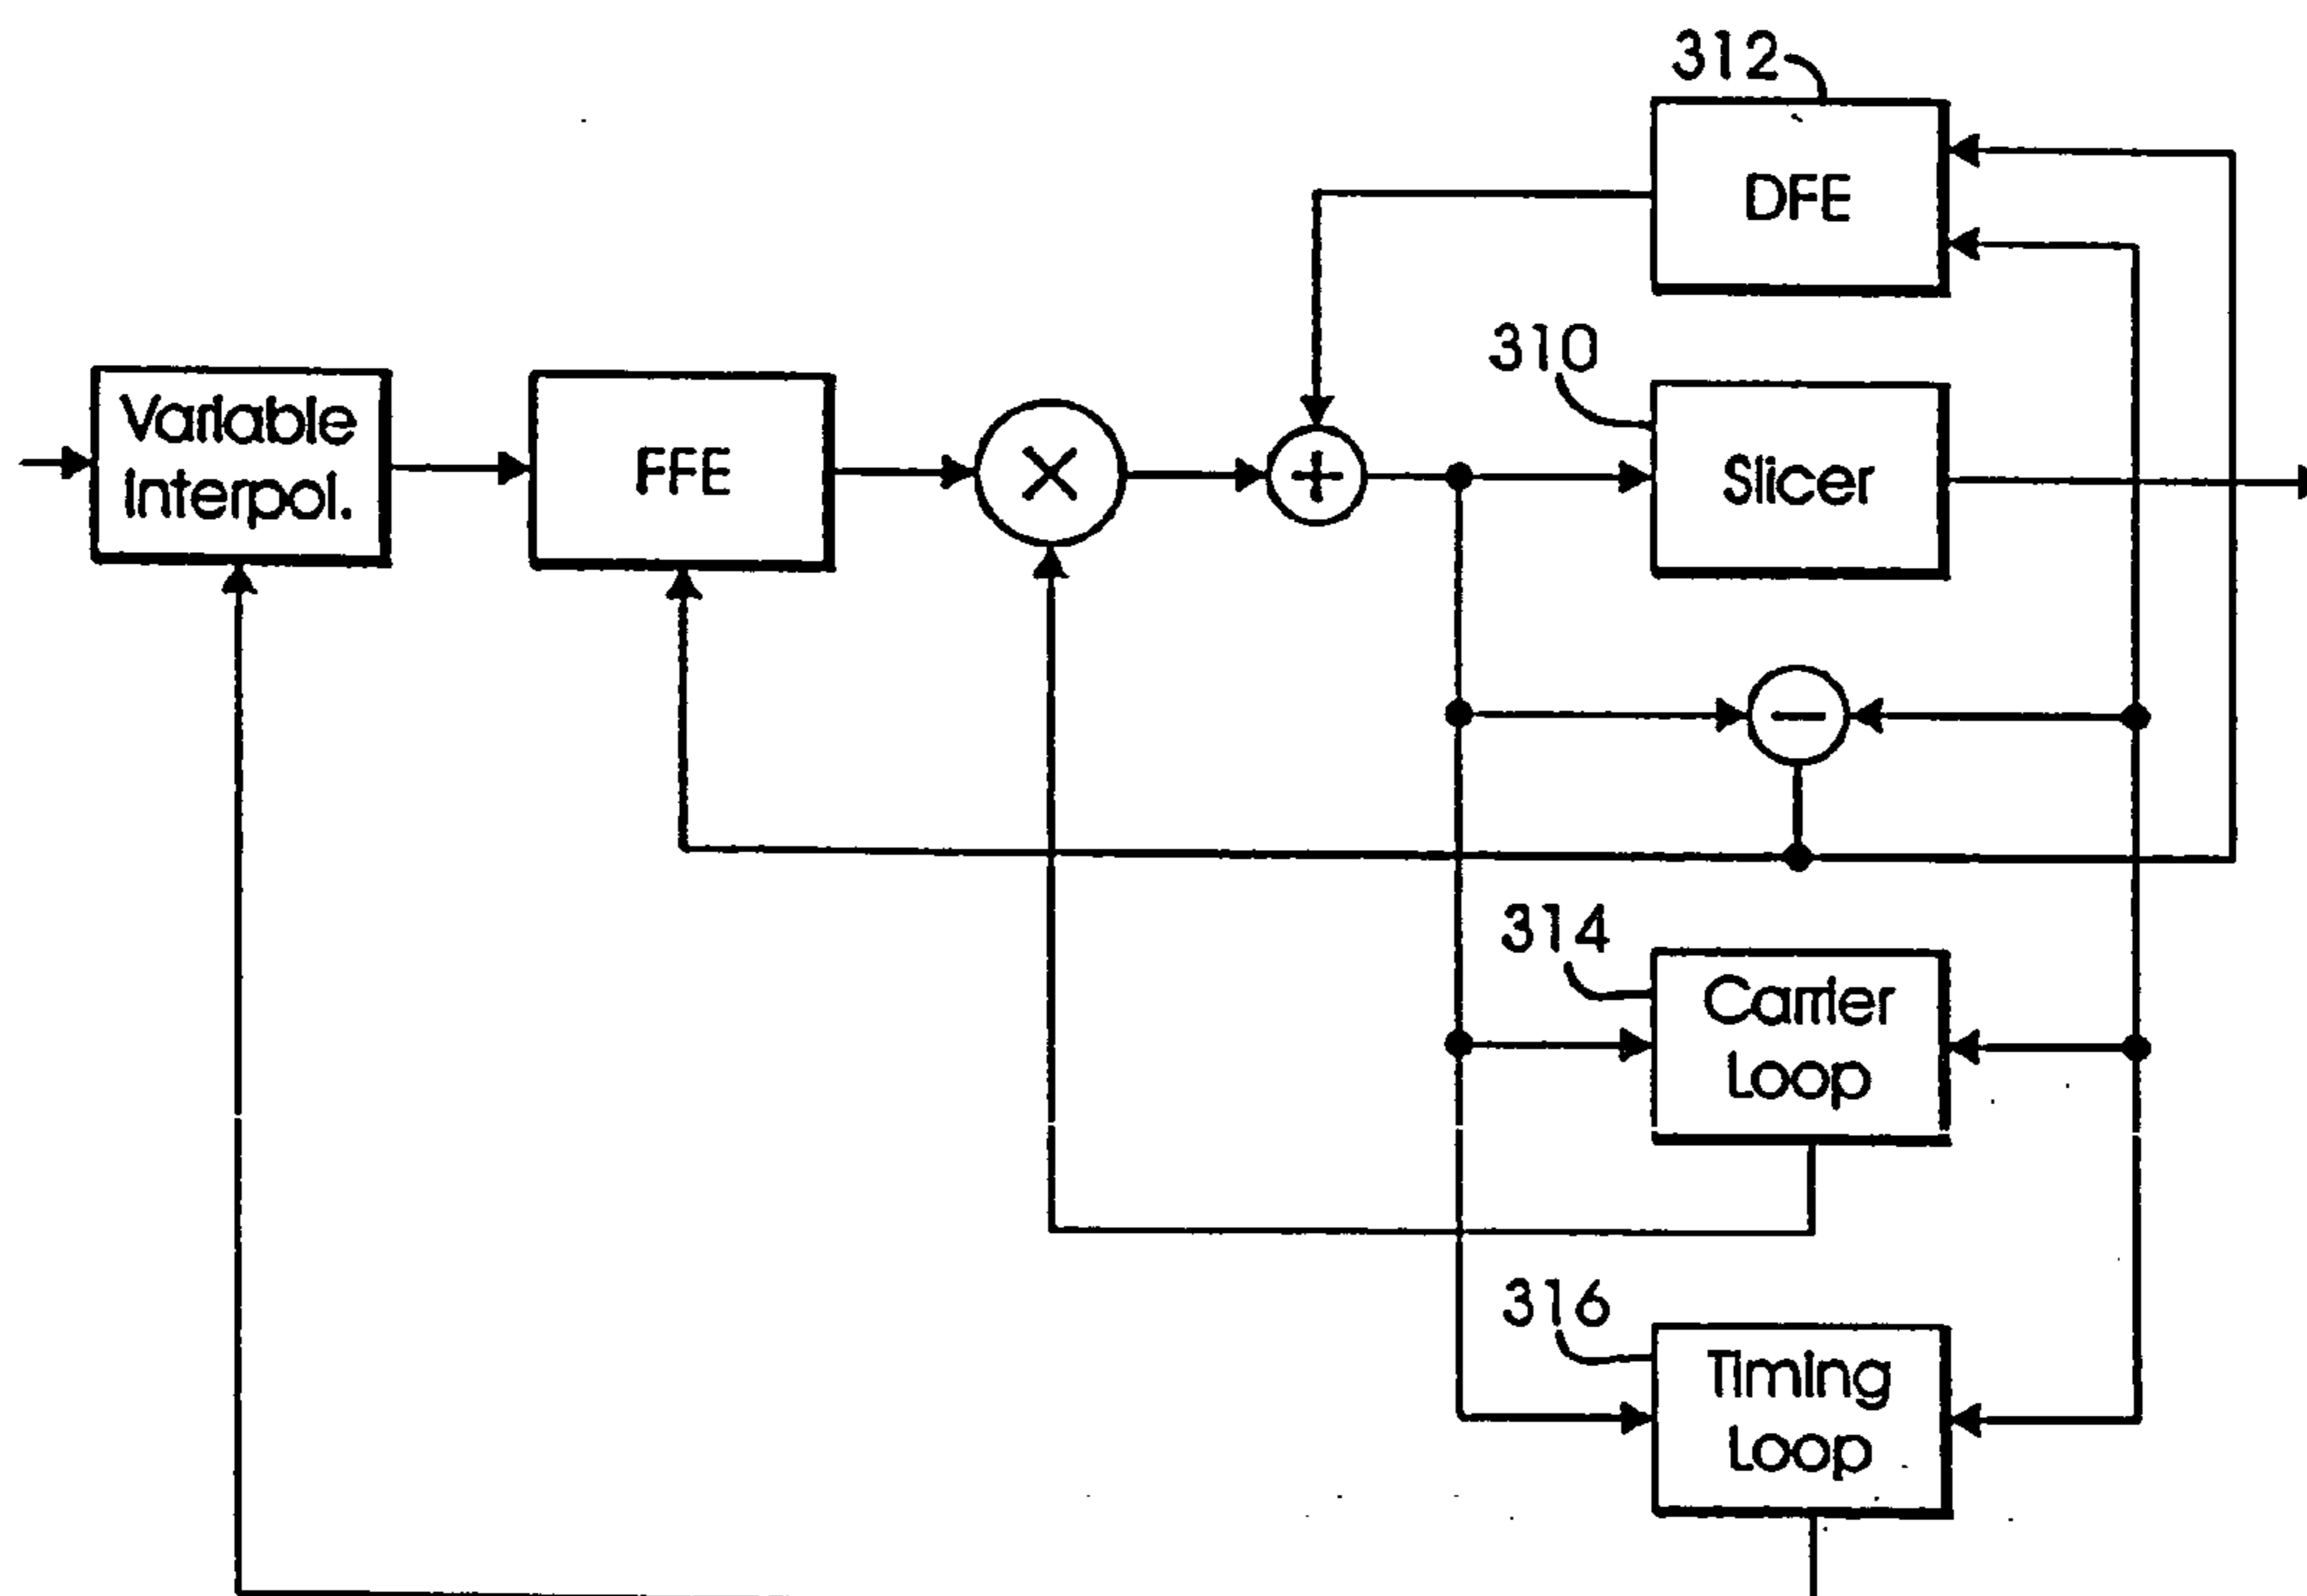 312
DFE
310
Variable
Interpol.
FFE
×
+
Slicer
−
314
Carrier
Loop
316
Timing
Loop